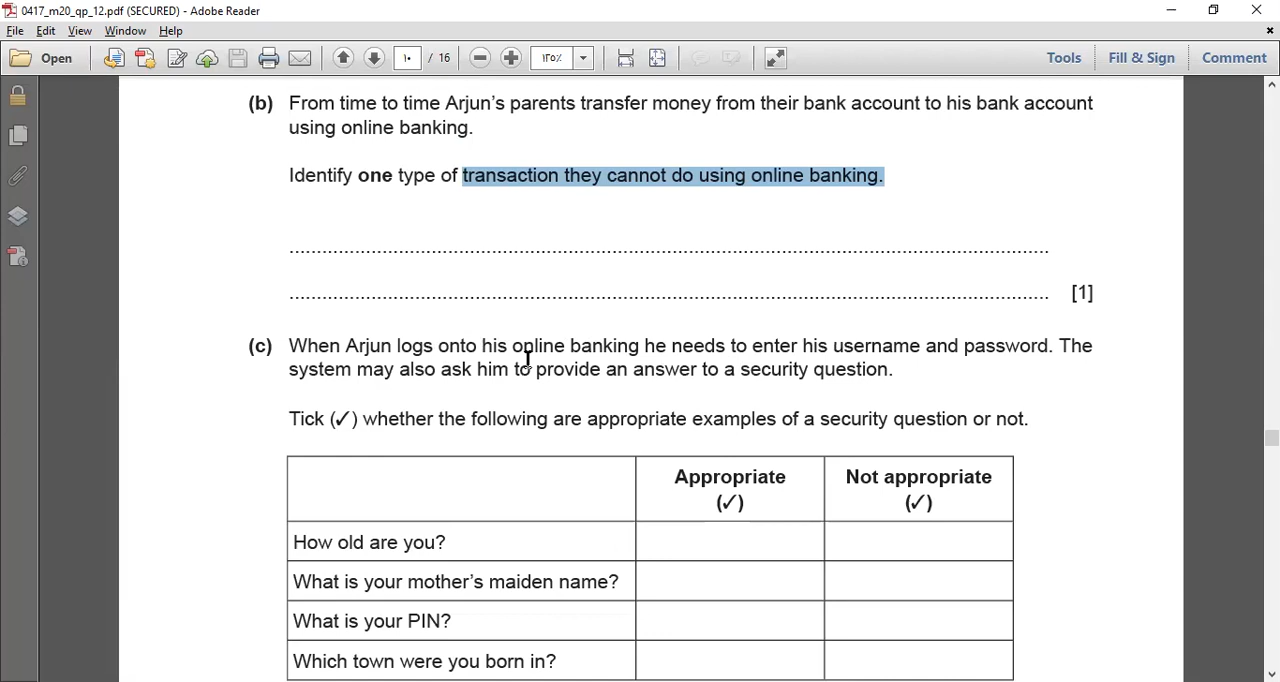 0417_m20_qp_12.pdf (SECURED) - Adobe Reader
File Edit View Window Help
Open ١٠ / 16 ١٣٥٪ Tools Fill & Sign Comment
(b) From time to time Arjun's parents transfer money from their bank account to his bank account
using online banking.
Identify one type of transaction they cannot do using online banking.
..........................................................................................................................................
.......................................................................................................................................... [1]
(c) When Arjun logs onto his online banking he needs to enter his username and password. The
system may also ask him to provide an answer to a security question.
Tick (✓) whether the following are appropriate examples of a security question or not.
Appropriate Not appropriate
(✓) (✓)
How old are you?
What is your mother's maiden name?
What is your PIN?
Which town were you born in?